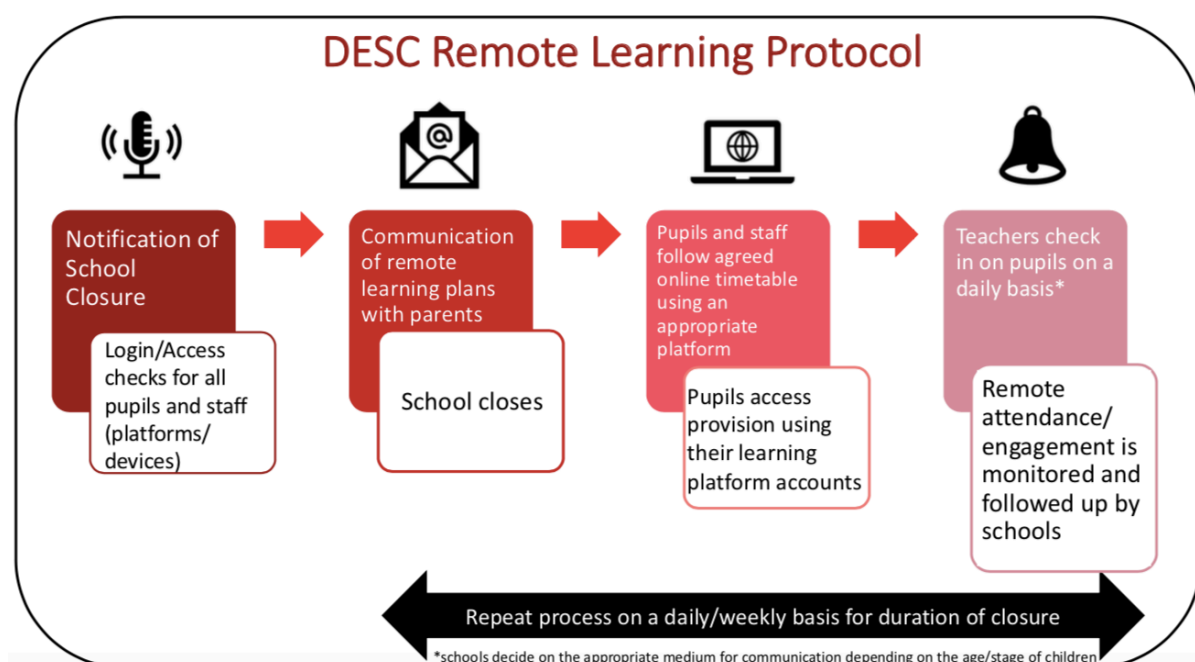 DESC Remote Learning Protocol
@
Notification of
School
Closure
Login/Access
checks for all
pupils and staff
(platforms/
devices)
Communication
of remote
learning plans
with parents
School closes
Pupils and staff
follow agreed
online timetable
using an
appropriate
platform
Pupils access
provision using
their learning
platform accounts
Teachers check
in on pupils on a
daily basis*
Remote
attendance/
engagement is
monitored and
followed up by
schools
Repeat process on a daily/weekly basis for duration of closure
*schools decide on the appropriate medium for communication depending on the age/stage of children